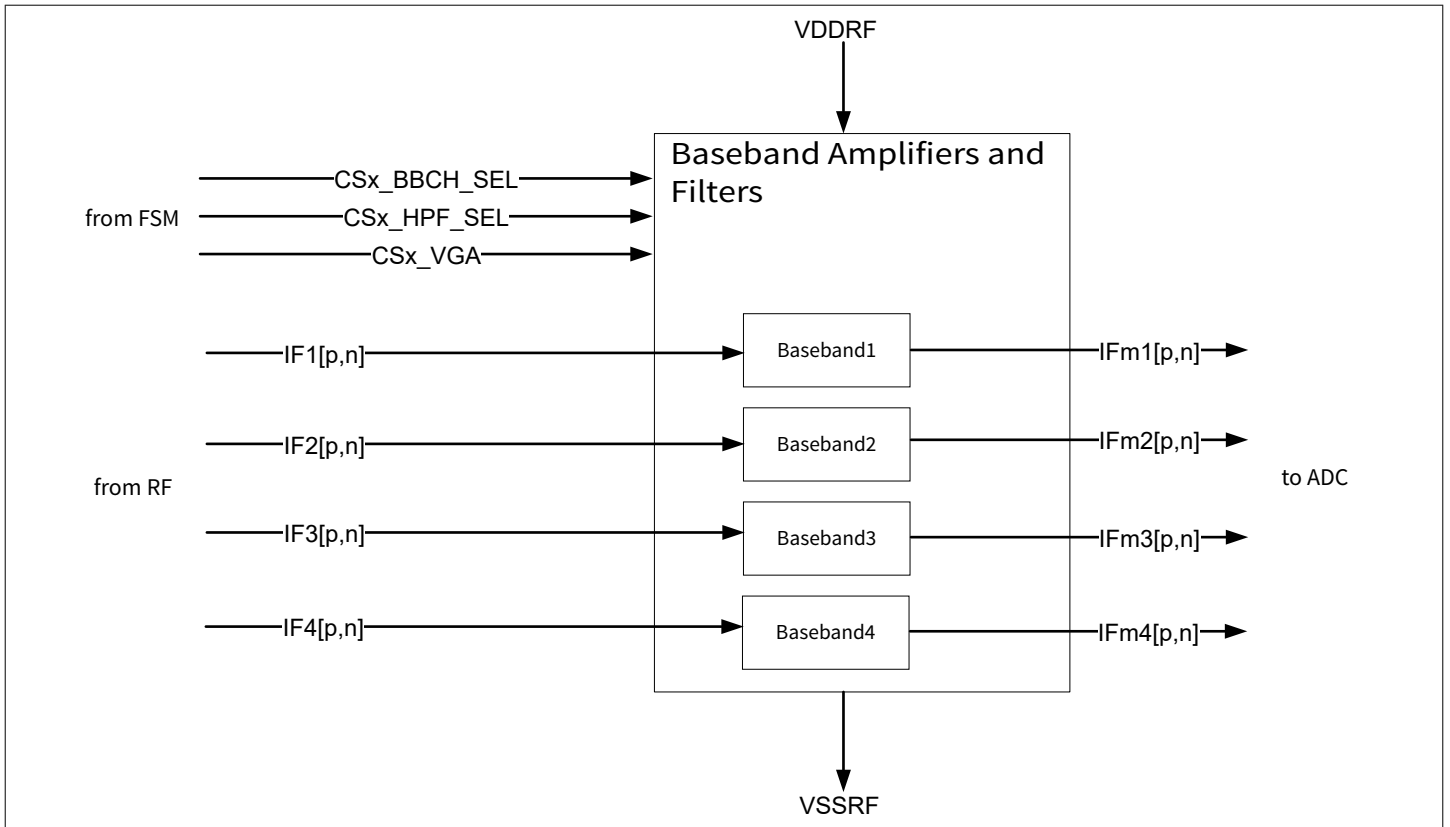 VDDRF
Baseband Amplifiers and
Filters
CSx_BBCH_SEL
from FSM
CSx_HPF_SEL
CSx_VGA
IF1[p,n]
Baseband1
IFm1[p,n]
IF2[p,n]
Baseband2
IFm2[p,n]
from RF
to ADC
IF3[p,n]
Baseband3
IFm3[p,n]
IF4[p,n]
Baseband4
IFm4[p,n]
VSSRF